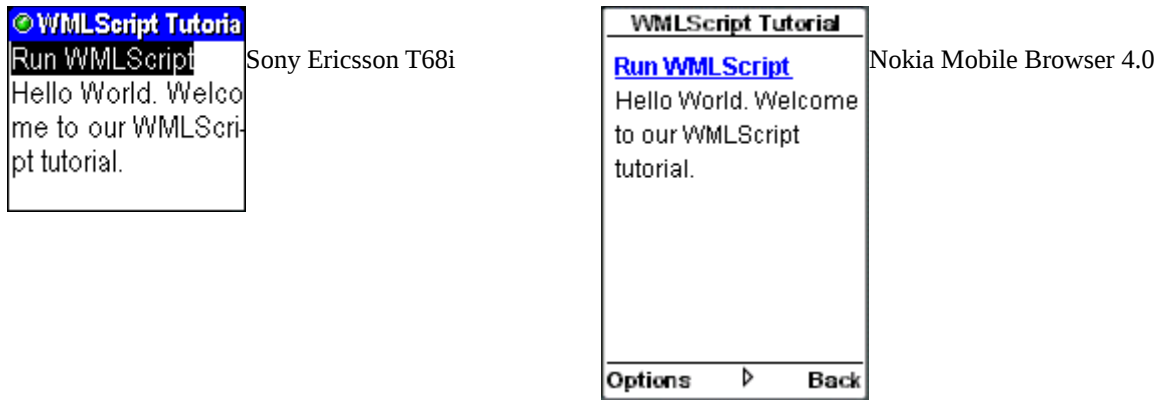 WMLScript Tutoria
Run WMLScript
Hello World. Welco
me to our WMLScri-
pt tutorial.
Sony Ericsson T68i
WMLScript Tutorial
Run WMLScript
Hello World. Welcome
to our WMLScript
tutorial.
Options Back
Nokia Mobile Browser 4.0